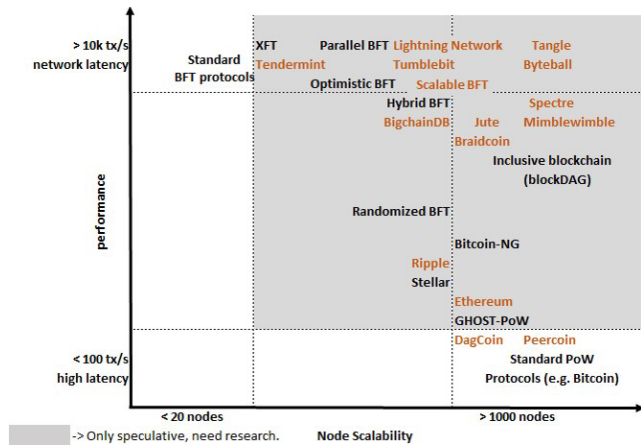 > 10k tx/s
network latency
Standard
BFT protocols
XFT Parallel BFT Lightning Network Tangle
Tendermint Tumblebit Byteball
Optimistic BFT Scalable BFT
Hybrid BFT Spectre
BigchainDB Jute Mimblewimble
Braidcoin
Inclusive blockchain
(blockDAG)
performance
Randomized BFT
Bitcoin-NG
Ripple
Stellar
Ethereum
GHOST-PoW
< 100 tx/s
high latency
DagCoin Peercoin
Standard PoW
Protocols (e.g. Bitcoin)
< 20 nodes > 1000 nodes
-> Only speculative, need research. Node Scalability